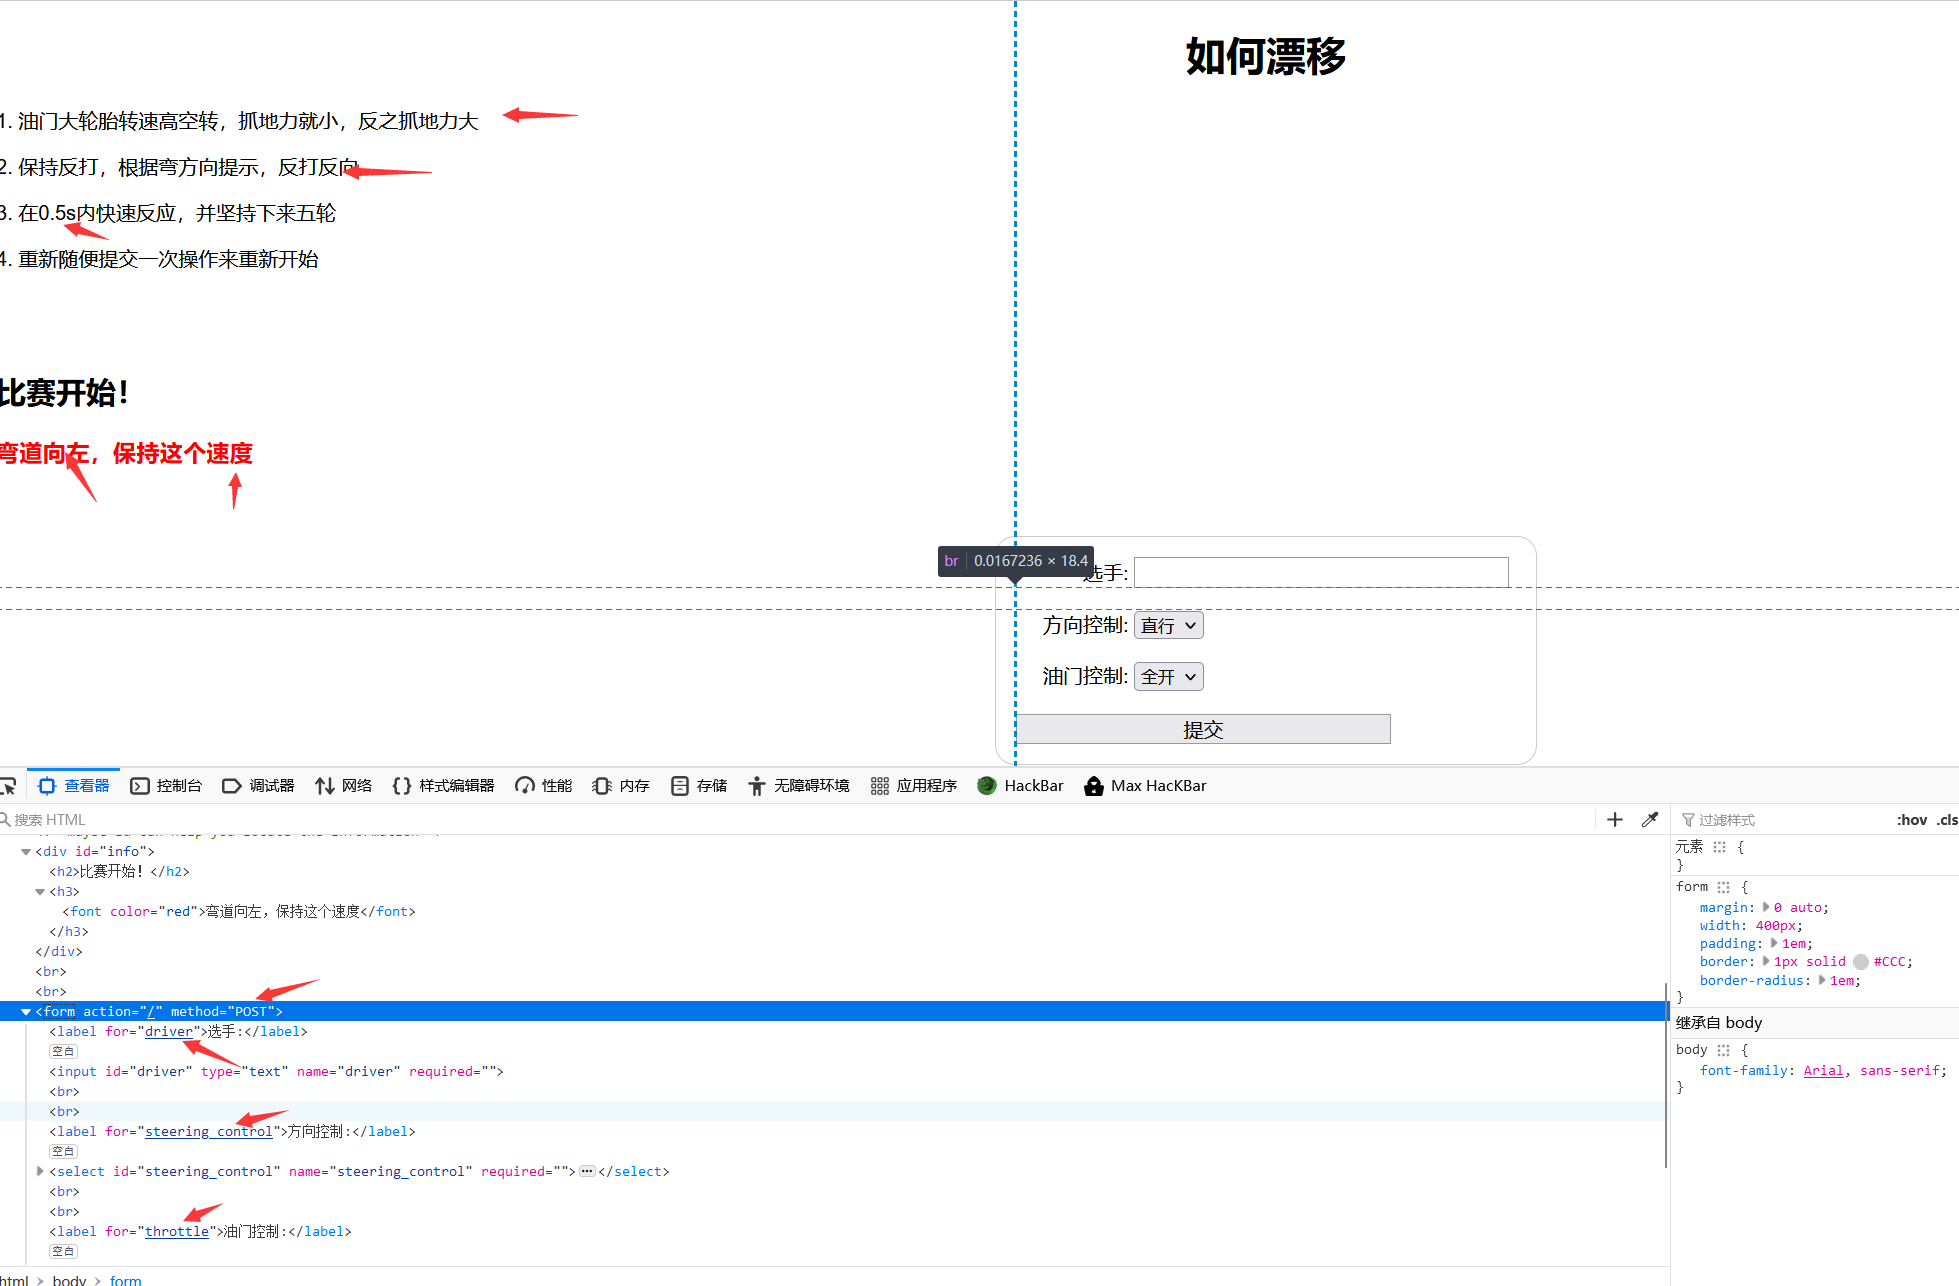 如何漂移
1. 油门大轮胎转速高空转，抓地力就小，反之抓地力大
2. 保持反打，根据弯方向提示，反打反向
3. 在0.5s内快速反应，并坚持下来五轮
4. 重新随便提交一次操作来重新开始
比赛开始！
弯道向左，保持这个速度
br 0.0167236 × 18.4
选手:
方向控制: 直行
油门控制: 全开
提交
查看器 控制台 调试器 网络 样式编辑器 性能 内存 存储 无障碍环境 应用程序 HackBar Max HacKBar
搜索 HTML
过滤样式 :hov .cls
<div id="info">
<h2>比赛开始！</h2>
<h3>
<font color="red">弯道向左，保持这个速度</font>
</h3>
</div>
<br>
<br>
<form action="/" method="POST">
<label for="driver">选手:</label>
空白
<input id="driver" type="text" name="driver" required="">
<br>
<br>
<label for="steering_control">方向控制:</label>
空白
<select id="steering_control" name="steering_control" required="">…</select>
<br>
<br>
<label for="throttle">油门控制:</label>
空白
html > body > form
元素 {
}
form {
margin: 0 auto;
width: 400px;
padding: 1em;
border: 1px solid #CCC;
border-radius: 1em;
}
继承自 body
body {
font-family: Arial, sans-serif;
}